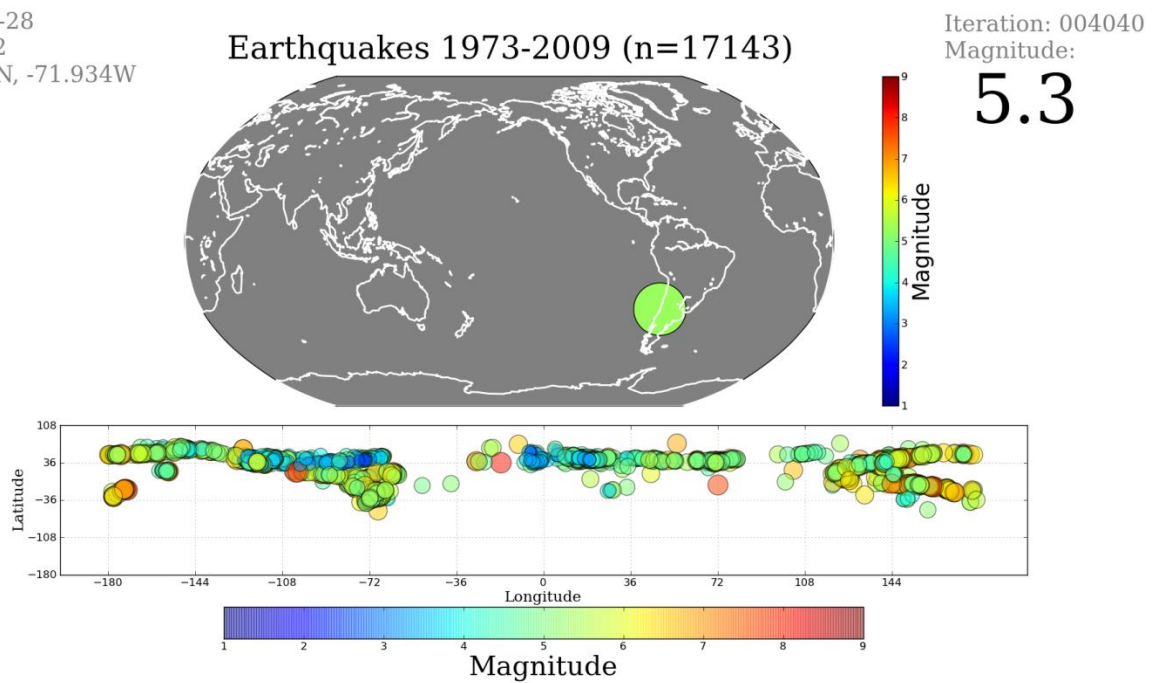 -28
2
N, -71.934W
Earthquakes 1973-2009 (n=17143)
Iteration: 004040
Magnitude:
5.3
9
8
7
6
5
4
3
2
1
Magnitude
108
36
−36
−108
−180
Latitude
−180 −144 −108 −72 −36 0 36 72 108 144
Longitude
1 2 3 4 5 6 7 8 9
Magnitude